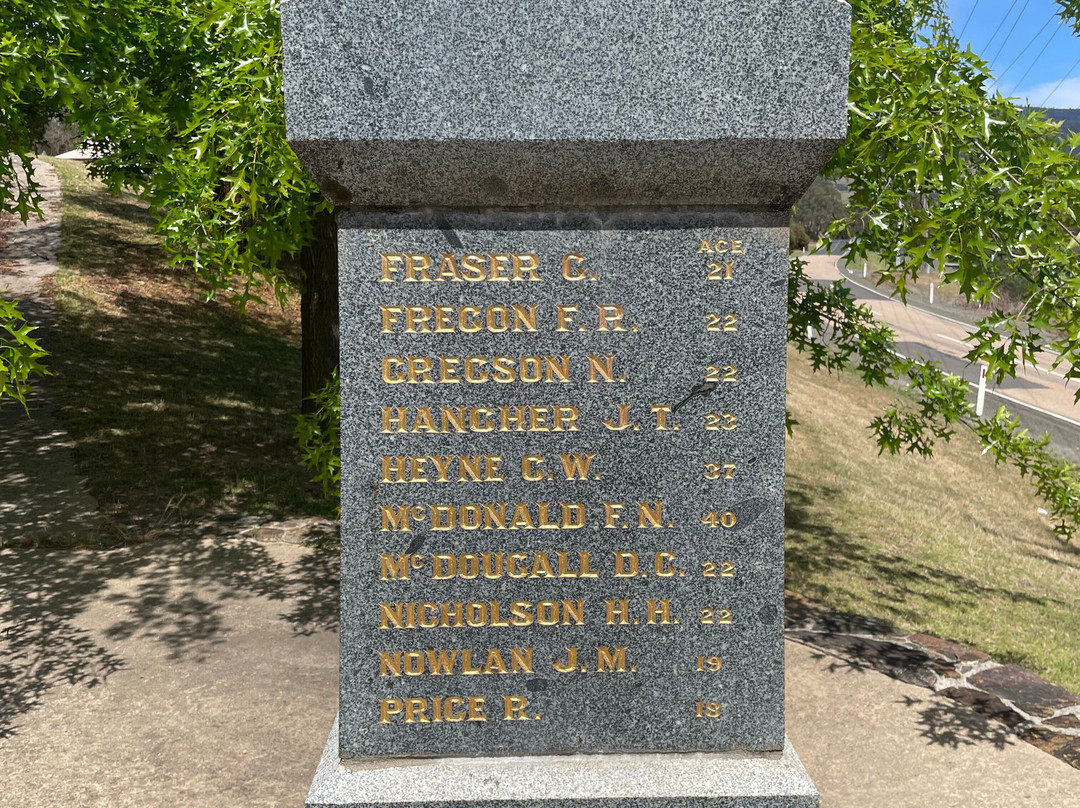 AGE
FRASER G. 21
FREGON F. R. 22
GREGSON N. 22
HANCHER J. T. 23
HEYNE C. W. 37
McDONALD F. N. 40
McDOUGALL D. G. 22
NICHOLSON H. H. 22
NOWLAN J. M. 19
PRICE R. 18